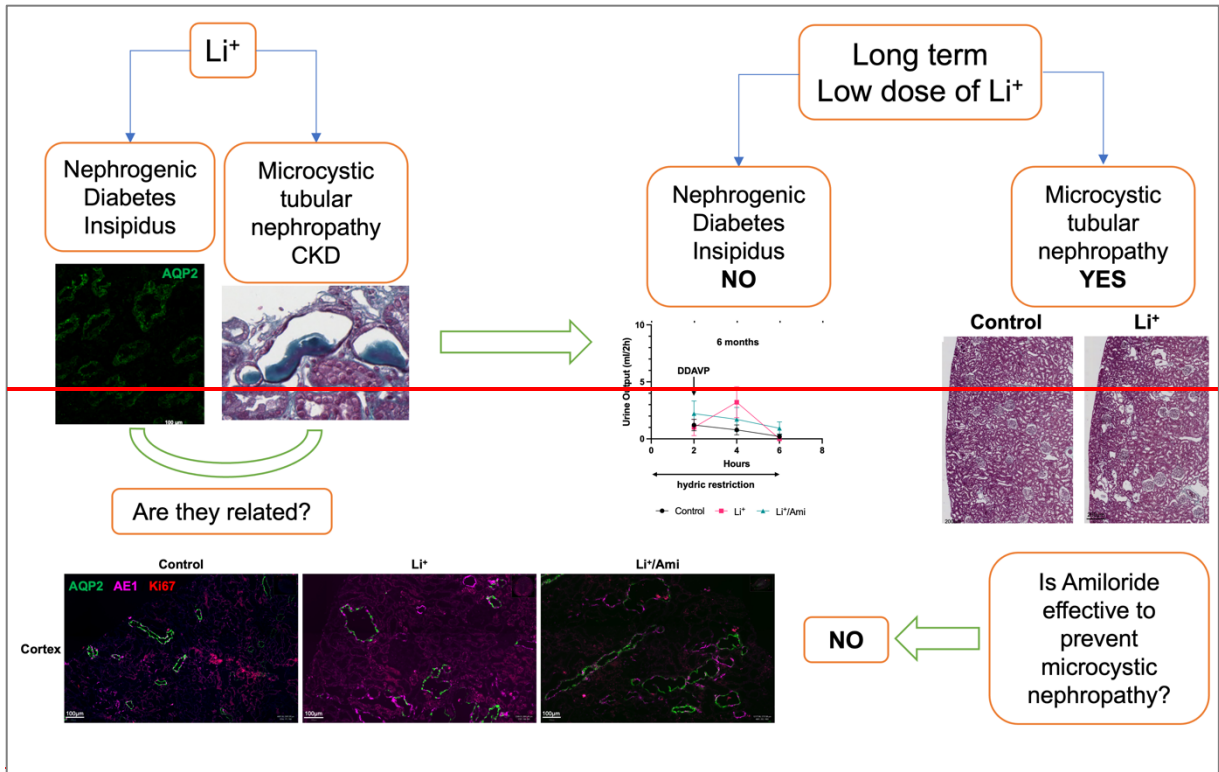 Li⁺
Nephrogenic
Diabetes
Insipidus
Microcystic
tubular
nephropathy
CKD
AQP2
100 µm
Are they related?
Long term
Low dose of Li⁺
Nephrogenic
Diabetes
Insipidus
NO
Microcystic
tubular
nephropathy
YES
Urine Output (ml/2h)
10
5
0
6 months
DDAVP
2 4 6 8
Hours
hydric restriction
Control Li⁺ Li⁺/Ami
Control Li⁺
Control Li⁺ Li⁺/Ami
AQP2 AE1 Ki67
Cortex
100µm 100µm 100µm
NO
Is Amiloride
effective to
prevent
microcystic
nephropathy?